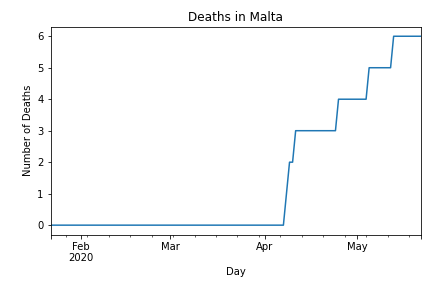 Deaths in Malta
Number of Deaths
6
5
4
3
2
1
0
Feb
2020
Mar
Apr
May
Day